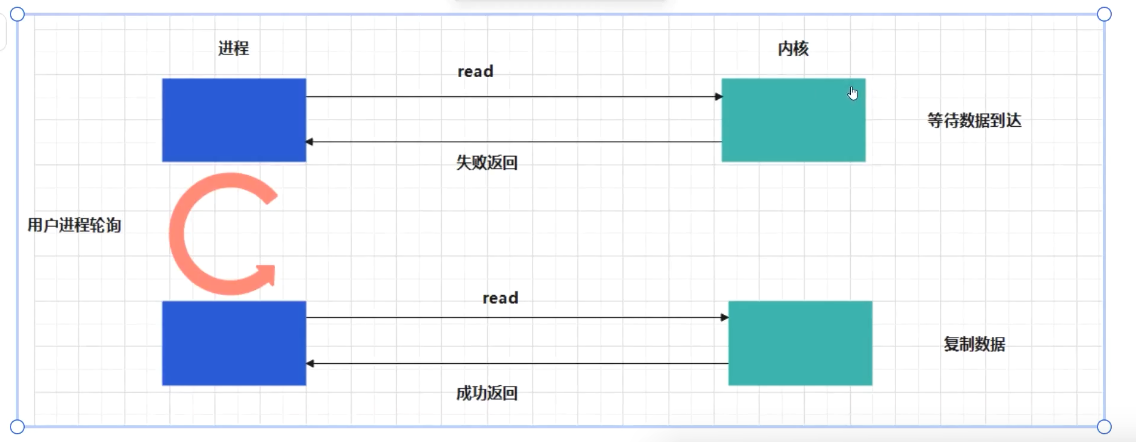 进程
内核
read
等待数据到达
失败返回
用户进程轮询
read
复制数据
成功返回